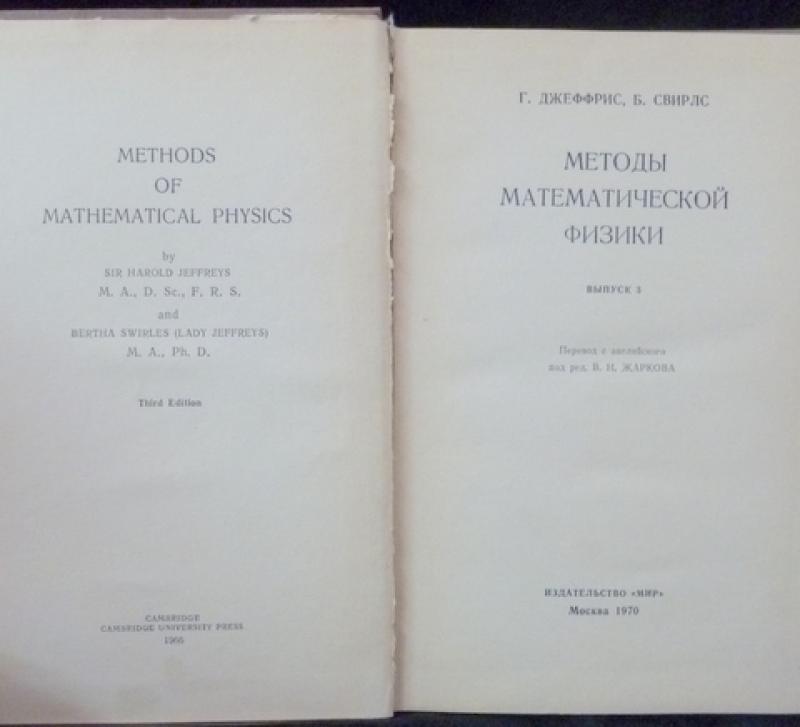 METHODS
OF
MATHEMATICAL PHYSICS
by
SIR HAROLD JEFFREYS
M. A., D. Sc., F. R. S.
and
BERTHA SWIRLES (LADY JEFFREYS)
M. A., Ph. D.
Third Edition
CAMBRIDGE
CAMBRIDGE UNIVERSITY PRESS
1966
Г. ДЖЕФФРИС, Б. СВИРЛС
МЕТОДЫ
МАТЕМАТИЧЕСКОЙ
ФИЗИКИ
ВЫПУСК 3
Перевод с английского
под ред. В. Н. ЖАРКОВА
ИЗДАТЕЛЬСТВО «МИР»
Москва 1970